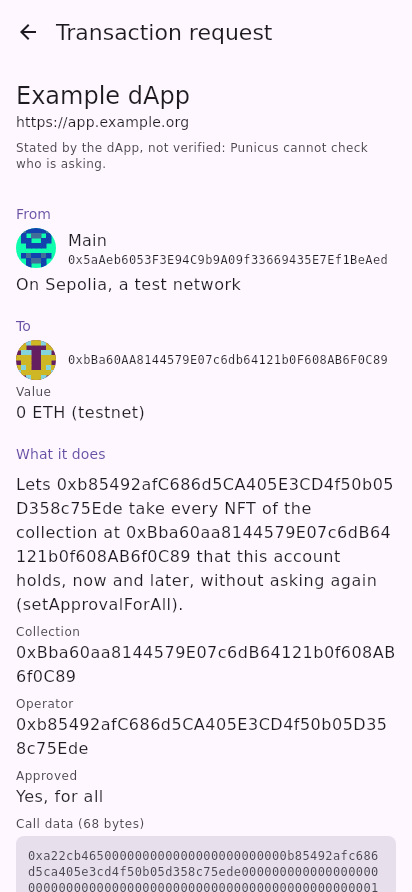 Transaction request
Example dApp
https://app.example.org
Stated by the dApp, not verified: Punicus cannot check
who is asking.
From
Main
0x5aAeb6053F3E94C9b9A09f33669435E7Ef1BeAed
On Sepolia, a test network
To
0xbBa60AA8144579E07c6db64121b0F608AB6F0C89
Value
0 ETH (testnet)
What it does
Lets 0xb85492afC686d5CA405E3CD4f50b05
D358c75Ede take every NFT of the
collection at 0xBba60aa8144579E07c6dB64
121b0f608AB6f0C89 that this account
holds, now and later, without asking again
(setApprovalForAll).
Collection
0xBba60aa8144579E07c6dB64121b0f608AB
6f0C89
Operator
0xb85492afC686d5CA405E3CD4f50b05D35
8c75Ede
Approved
Yes, for all
Call data (68 bytes)
0xa22cb465000000000000000000000000b85492afc686
d5ca405e3cd4f50b05d358c75ede000000000000000000
0000000000000000000000000000000000000000000001